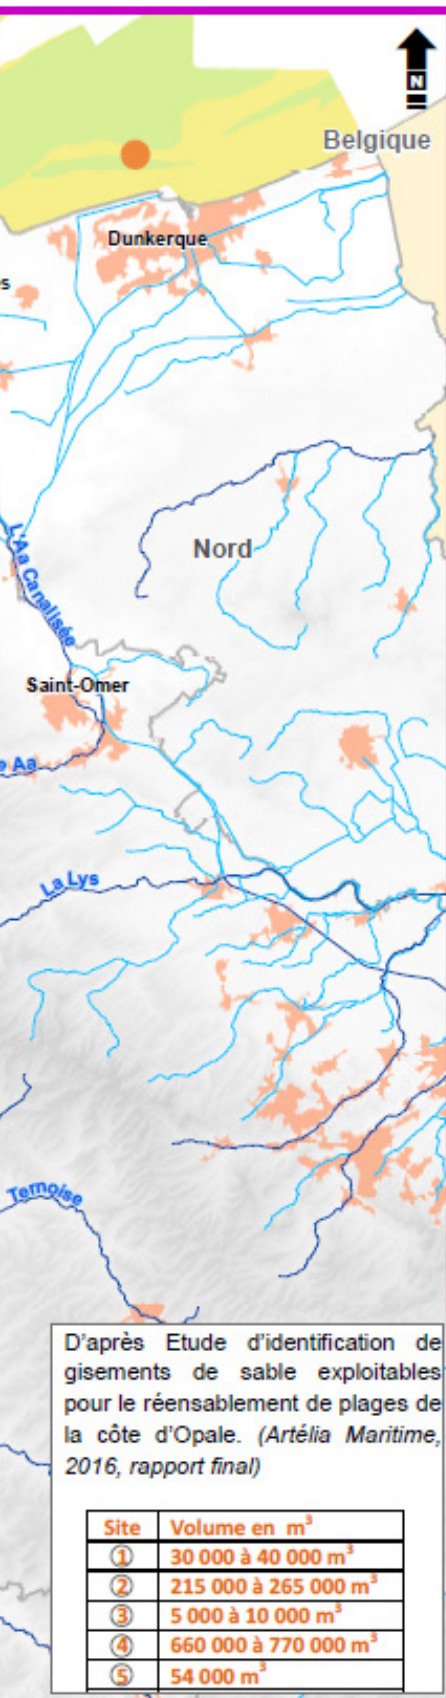 N
Belgique
Dunkerque
s
Nord
L'Aa Canalisée
Saint-Omer
e Aa
La Lys
Ternoise
D'après Etude d'identification de
gisements de sable exploitables
pour le réensablement de plages de
la côte d'Opale. (Artélia Maritime,
2016, rapport final)
Site Volume en m³
① 30 000 à 40 000 m³
② 215 000 à 265 000 m³
③ 5 000 à 10 000 m³
④ 660 000 à 770 000 m³
⑤ 54 000 m³